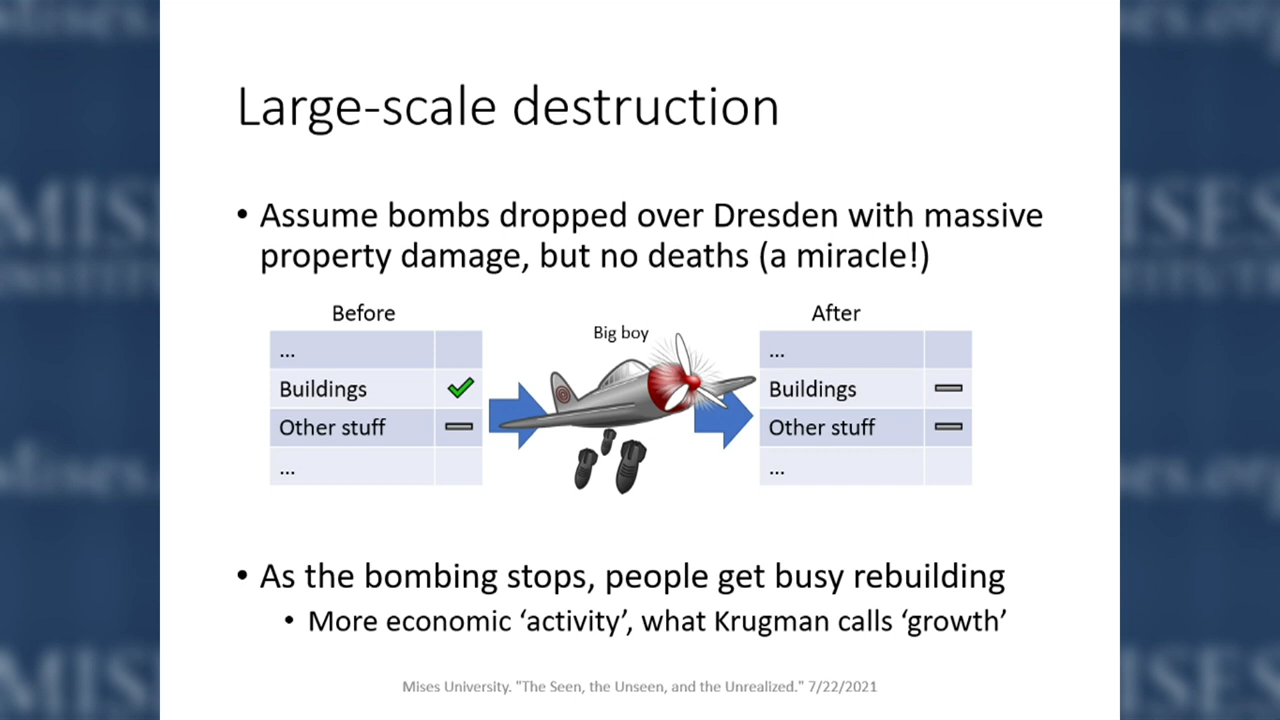 Large-scale destruction
• Assume bombs dropped over Dresden with massive
property damage, but no deaths (a miracle!)
Before
...
Buildings
Other stuff
...
Big boy
After
...
Buildings
Other stuff
...
• As the bombing stops, people get busy rebuilding
• More economic ‘activity’, what Krugman calls ‘growth’
Mises University. "The Seen, the Unseen, and the Unrealized." 7/22/2021